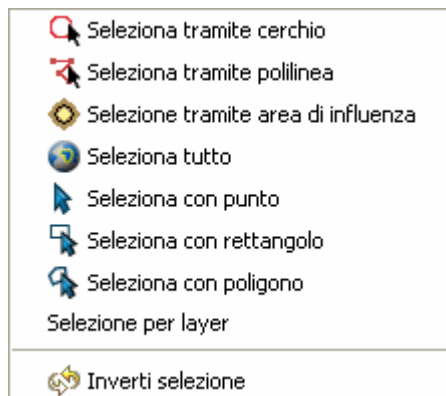 Seleziona tramite cerchio
Seleziona tramite polilinea
Selezione tramite area di influenza
Seleziona tutto
Seleziona con punto
Seleziona con rettangolo
Seleziona con poligono
Selezione per layer
Inverti selezione